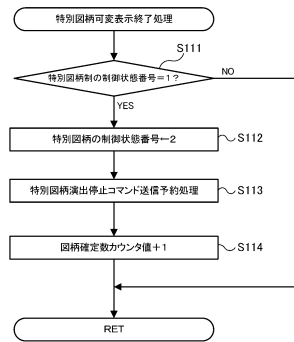 特別図柄可変表示終了処理
S111
特別図柄制の制御状態番号=1?
NO
YES
特別図柄の制御状態番号←2
S112
特別図柄演出停止コマンド送信予約処理
S113
図柄確定数カウンタ値+1
S114
RET